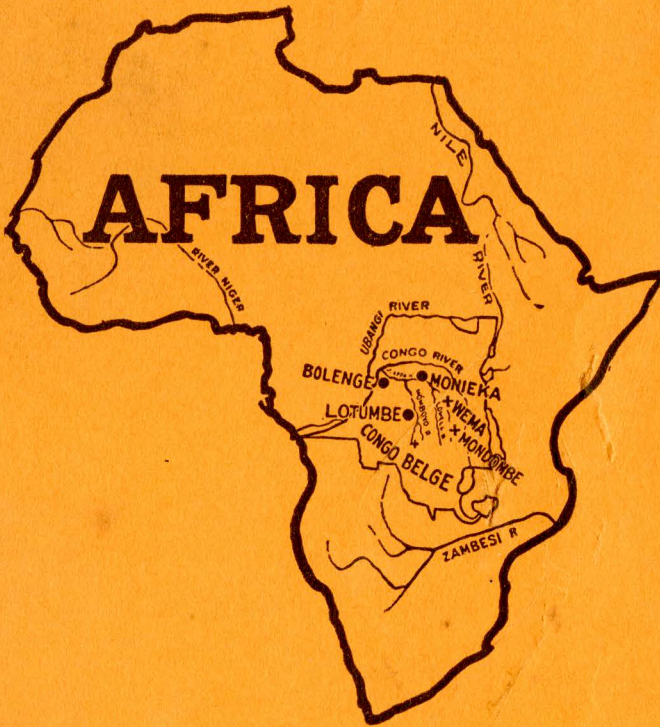 AFRICA
NILE
RIVER
RIVER NIGER
UBANGI RIVER
CONGO RIVER
BOLENGE
MONIEKA
LOTUMBE
WEMA
MONDOMBE
CONGO BELGE
ZAMBESI R